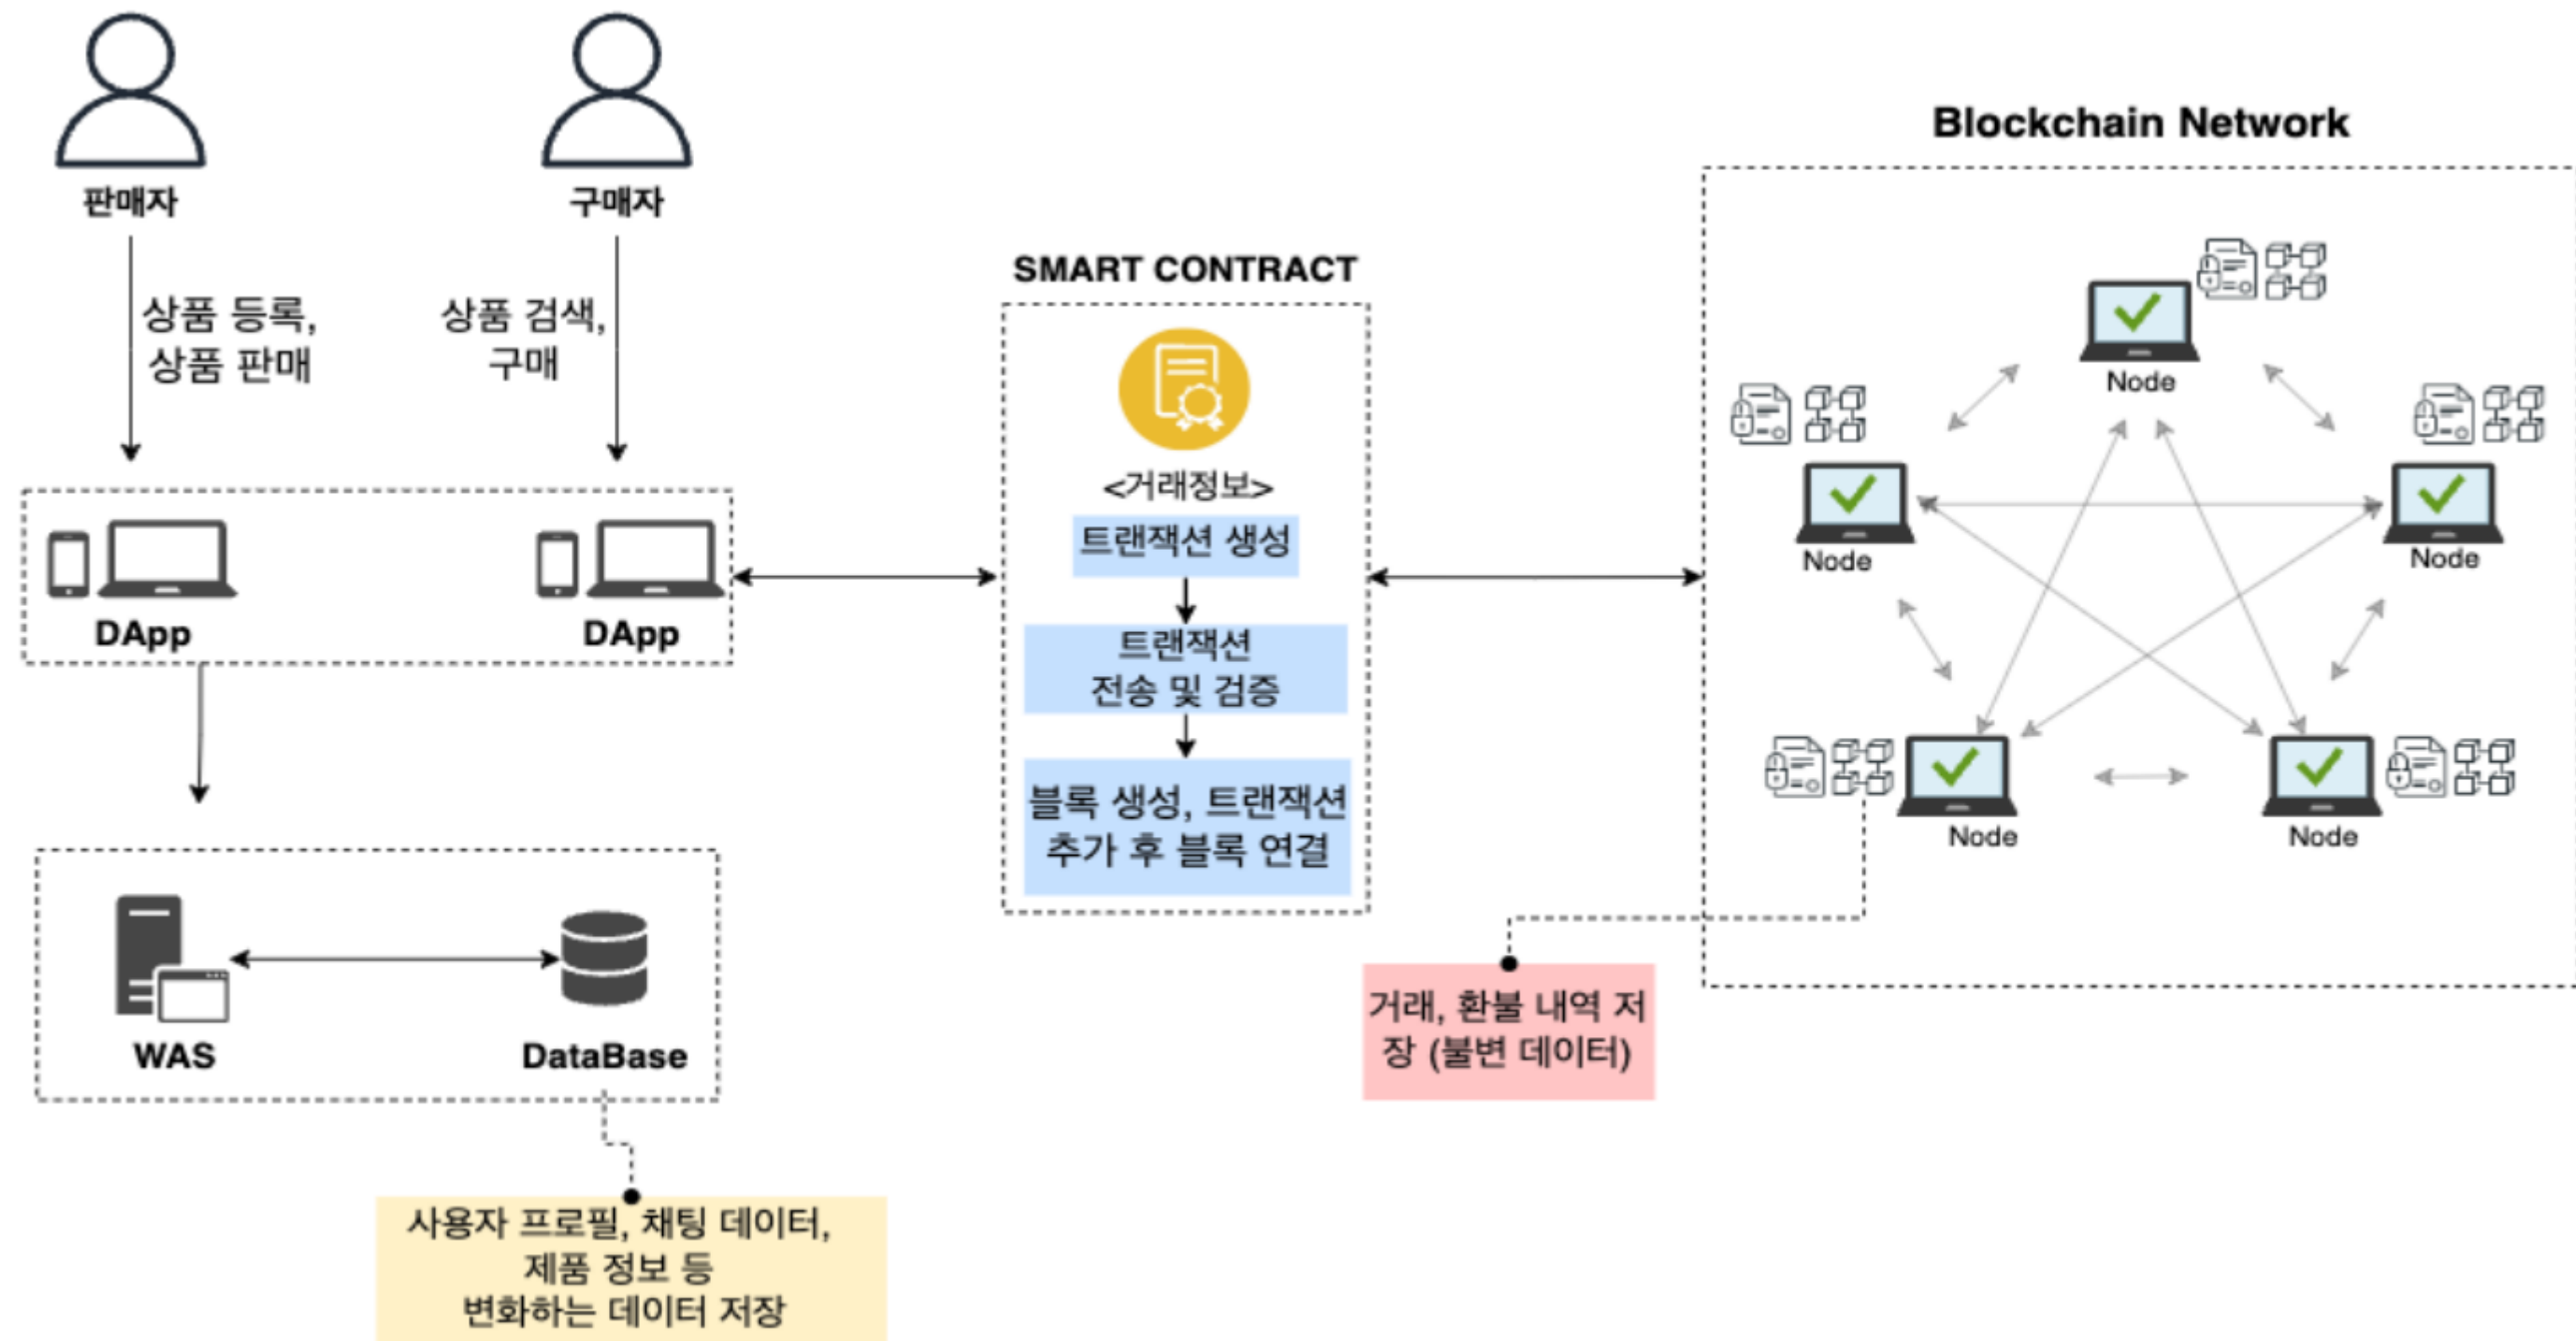 판매자
구매자
상품 등록,
상품 판매
상품 검색,
구매
DApp
DApp
WAS
DataBase
사용자 프로필, 채팅 데이터,
제품 정보 등
변화하는 데이터 저장
SMART CONTRACT
<거래정보>
트랜잭션 생성
트랜잭션
전송 및 검증
블록 생성, 트랜잭션
추가 후 블록 연결
Blockchain Network
Node
Node
Node
Node
Node
거래, 환불 내역 저
장 (불변 데이터)